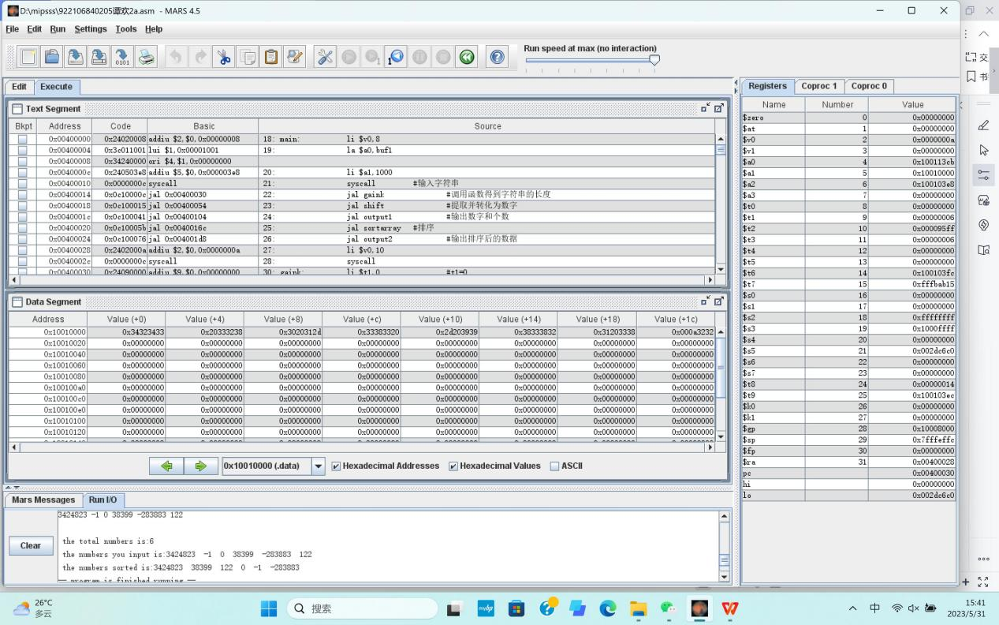 D:\mipsss\922106840205谭欢2a.asm - MARS 4.5
File Edit Run Settings Tools Help
Run speed at max (no interaction)
Edit Execute
Text Segment
Bkpt Address Code Basic Source
0x00400000 0x24020008 addiu $2,$0,0x00000008 18: main: li $v0,8
0x00400004 0x3c011001 lui $1,0x00001001 19: la $a0,buf1
0x00400008 0x34240000 ori $4,$1,0x00000000
0x0040000c 0x240503e8 addiu $5,$0,0x000003e8 20: li $a1,1000
0x00400010 0x0000000c syscall 21: syscall #输入字符串
0x00400014 0x0c10000c jal 0x00400030 22: jal gaink #调用函数得到字符串的长度
0x00400018 0x0c100015 jal 0x00400054 23: jal shift #提取并转化为数字
0x0040001c 0x0c100041 jal 0x00400104 24: jal output1 #输出数字和个数
0x00400020 0x0c10005b jal 0x0040016c 25: jal sortarray #排序
0x00400024 0x0c100076 jal 0x004001d8 26: jal output2 #输出排序后的数据
0x00400028 0x2402000a addiu $2,$0,0x0000000a 27: li $v0,10
0x0040002c 0x0000000c syscall 28: syscall
0x00400030 0x24090000 addiu $9,$0,0x00000000 30: gaink: li $t1,0 #t1=0
Data Segment
Address Value (+0) Value (+4) Value (+8) Value (+c) Value (+10) Value (+14) Value (+18) Value (+1c)
0x10010000 0x34323433 0x20333238 0x3020312d 0x33383320 0x2d203939 0x38333832 0x31203338 0x000a3232
0x10010020 0x00000000 0x00000000 0x00000000 0x00000000 0x00000000 0x00000000 0x00000000 0x00000000
0x10010040 0x00000000 0x00000000 0x00000000 0x00000000 0x00000000 0x00000000 0x00000000 0x00000000
0x10010060 0x00000000 0x00000000 0x00000000 0x00000000 0x00000000 0x00000000 0x00000000 0x00000000
0x10010080 0x00000000 0x00000000 0x00000000 0x00000000 0x00000000 0x00000000 0x00000000 0x00000000
0x100100a0 0x00000000 0x00000000 0x00000000 0x00000000 0x00000000 0x00000000 0x00000000 0x00000000
0x100100c0 0x00000000 0x00000000 0x00000000 0x00000000 0x00000000 0x00000000 0x00000000 0x00000000
0x100100e0 0x00000000 0x00000000 0x00000000 0x00000000 0x00000000 0x00000000 0x00000000 0x00000000
0x10010100 0x00000000 0x00000000 0x00000000 0x00000000 0x00000000 0x00000000 0x00000000 0x00000000
0x10010120 0x00000000 0x00000000 0x00000000 0x00000000 0x00000000 0x00000000 0x00000000 0x00000000
0x10010000 (.data) Hexadecimal Addresses Hexadecimal Values ASCII
Mars Messages Run I/O
Clear
3424823 -1 0 38399 -283883 122
the total numbers is:6
the numbers you input is:3424823 -1 0 38399 -283883 122
the numbers sorted is:3424823 38399 122 0 -1 -283883
-- program is finished running --
Registers Coproc 1 Coproc 0
Name Number Value
$zero 0 0x00000000
$at 1 0x00000000
$v0 2 0x0000000a
$v1 3 0x00000000
$a0 4 0x100113cb
$a1 5 0x10010000
$a2 6 0x100103e8
$a3 7 0x00000000
$t0 8 0x00000000
$t1 9 0x00000006
$t2 10 0x000095ff
$t3 11 0x00000006
$t4 12 0x00000000
$t5 13 0x00000000
$t6 14 0x100103fc
$t7 15 0xfffbab15
$s0 16 0x00000000
$s1 17 0x00000000
$s2 18 0xffffffff
$s3 19 0x1000ffff
$s4 20 0x00000000
$s5 21 0x002dc6c0
$s6 22 0x00000000
$s7 23 0x00000000
$t8 24 0x00000014
$t9 25 0x100103ec
$k0 26 0x00000000
$k1 27 0x00000000
$gp 28 0x10008000
$sp 29 0x7fffeffc
$fp 30 0x00000000
$ra 31 0x00400028
pc 0x00400030
hi 0x00000000
lo 0x002dc6c0
交
书
26°C
多云
搜索
myhp
中
15:41
2023/5/31